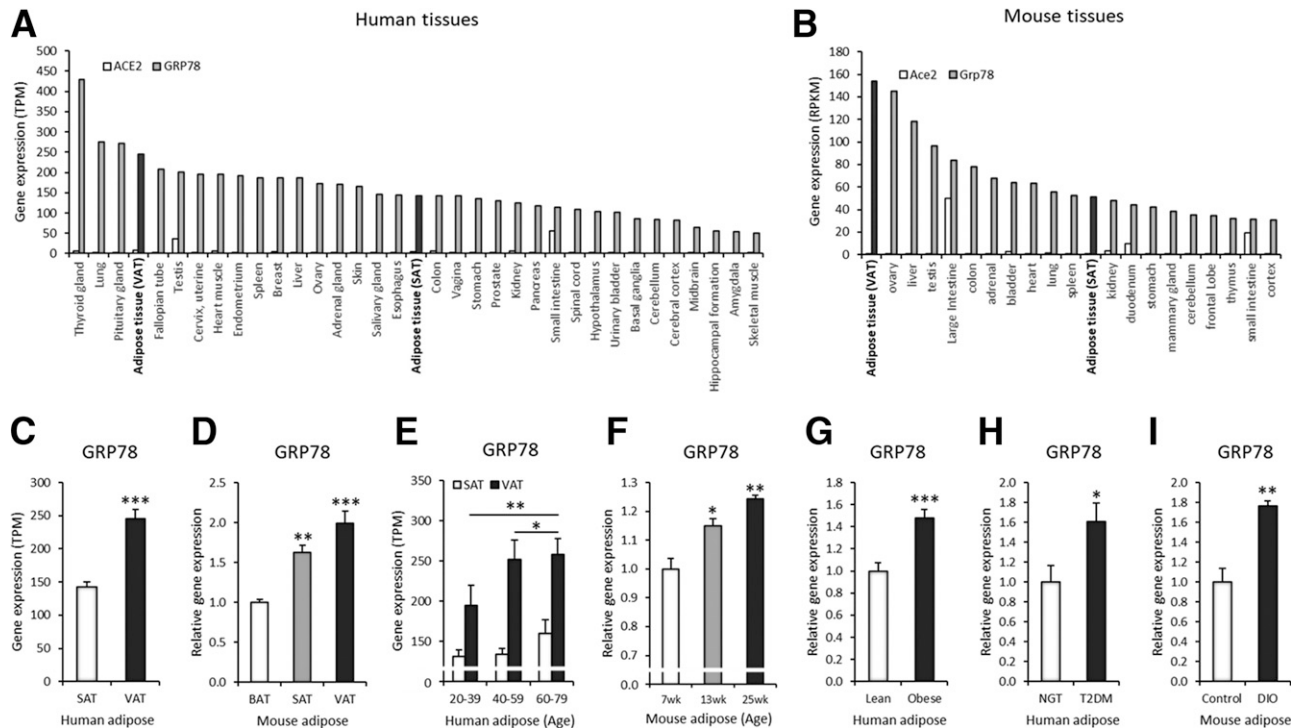 A
Human tissues
Gene expression (TPM)
500
450
400
350
300
250
200
150
100
50
0
ACE2 GRP78
Thyroid gland
Lung
Pituitary gland
Adipose tissue (VAT)
Fallopian tube
Testis
Cervix, uterine
Heart muscle
Endometrium
Spleen
Breast
Liver
Ovary
Adrenal gland
Skin
Salivary gland
Esophagus
Adipose tissue (SAT)
Colon
Vagina
Stomach
Prostate
Kidney
Pancreas
Small intestine
Spinal cord
Hypothalamus
Urinary bladder
Basal ganglia
Cerebellum
Cerebral cortex
Midbrain
Hippocampal formation
Amygdala
Skeletal muscle
B
Mouse tissues
Gene expression (RPKM)
180
160
140
120
100
80
60
40
20
0
Ace2 Grp78
Adipose tissue (VAT)
ovary
liver
testis
Large Intestine
colon
adrenal
bladder
heart
lung
spleen
Adipose tissue (SAT)
kidney
duodenum
stomach
mammary gland
cerebellum
frontal Lobe
thymus
small intestine
cortex
C
GRP78
Gene expression (TPM)
300
250
200
150
100
50
0
***
SAT VAT
Human adipose
D
GRP78
Relative gene expression
2.5
2.0
1.5
1.0
0.5
0.0
**
***
BAT SAT VAT
Mouse adipose
E
GRP78
Gene expression (TPM)
350
300
250
200
150
100
50
0
SAT VAT
**
*
20-39 40-59 60-79
Human adipose (Age)
F
GRP78
Relative gene expression
1.3
1.2
1.1
1.0
0.9
0.8
0.7
0.0
*
**
7wk 13wk 25wk
Mouse adipose (Age)
G
GRP78
Relative gene expression
1.8
1.6
1.4
1.2
1.0
0.8
0.6
0.4
0.2
0.0
***
Lean Obese
Human adipose
H
GRP78
Relative gene expression
2.0
1.8
1.6
1.4
1.2
1.0
0.8
0.6
0.4
0.2
0.0
*
NGT T2DM
Human adipose
I
GRP78
Relative gene expression
2.0
1.8
1.6
1.4
1.2
1.0
0.8
0.6
0.4
0.2
0.0
**
Control DIO
Mouse adipose